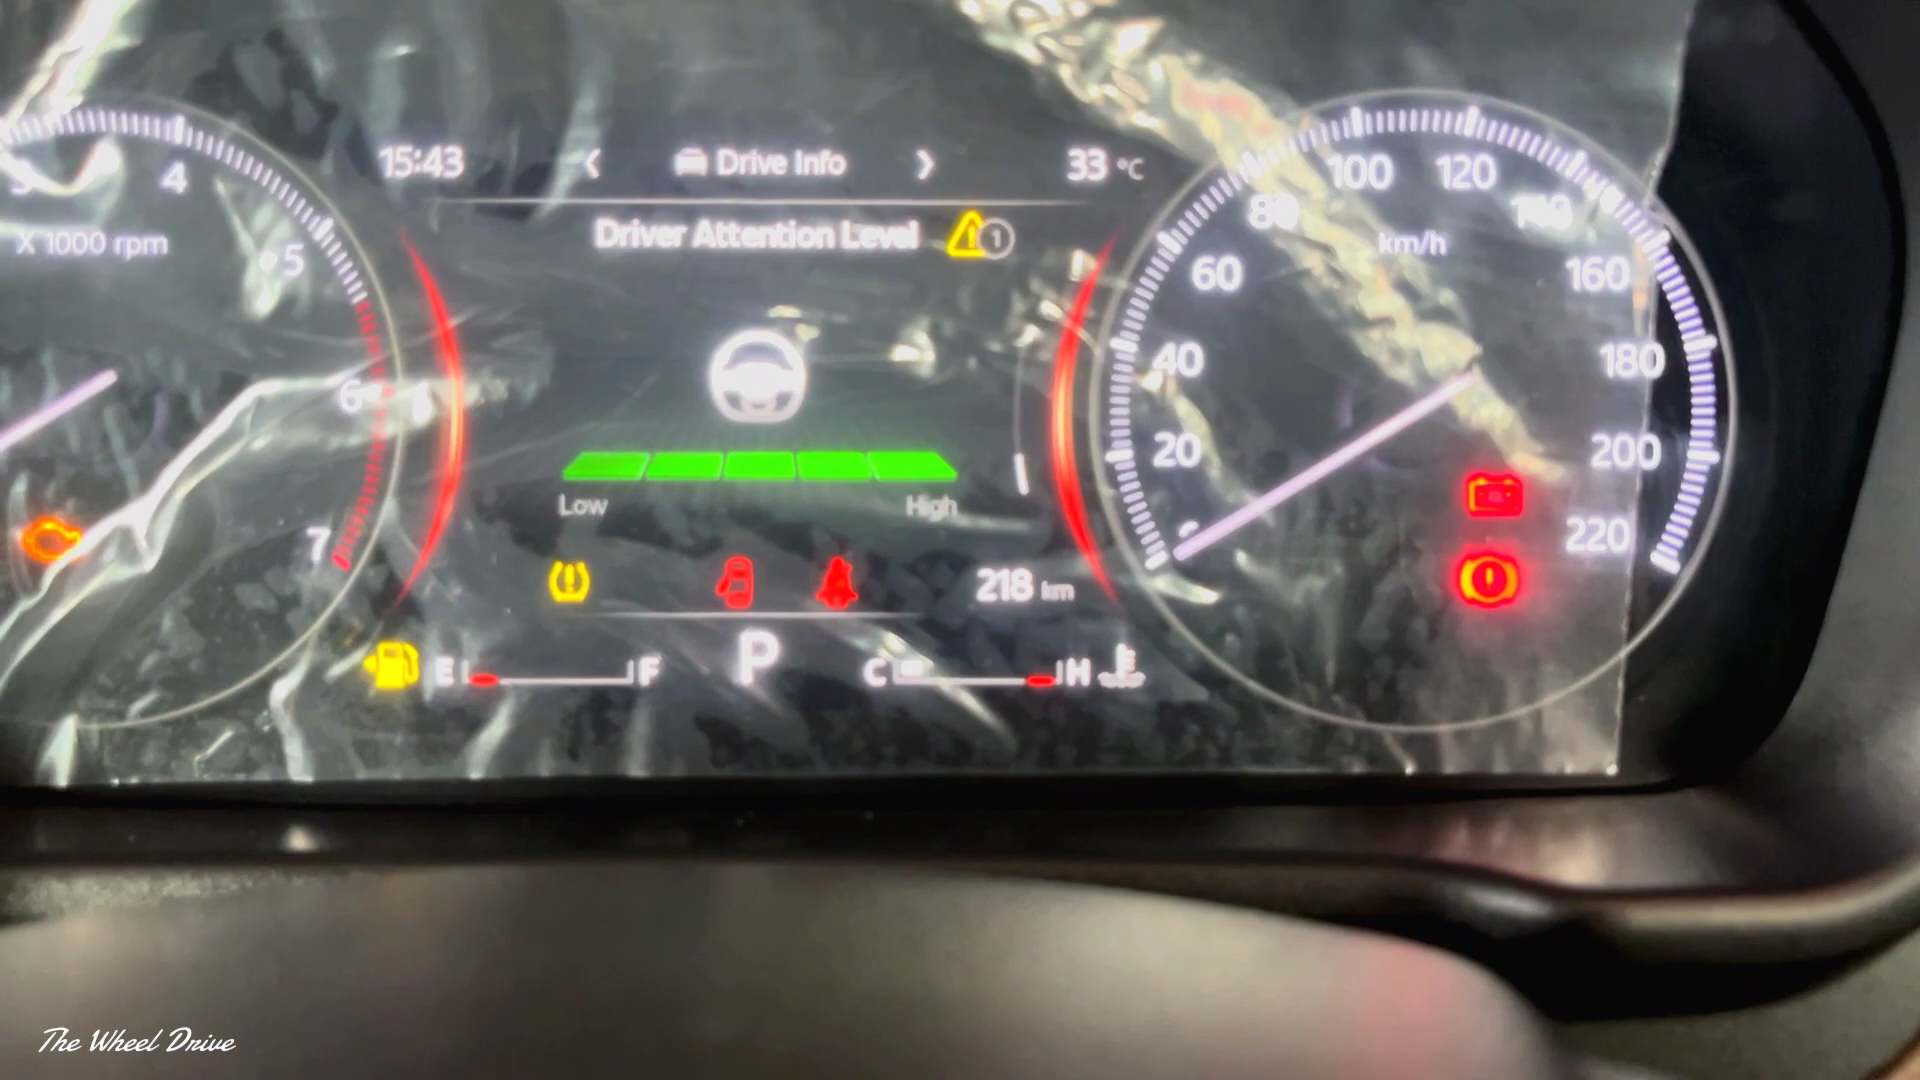 15:43
Drive Info
33 °C
Driver Attention Level
1
4
X 1000 rpm
5
6
7
Low
High
218 km
E
F
P
C
H
20
40
60
80
100
120
km/h
160
180
200
220
The Wheel Drive